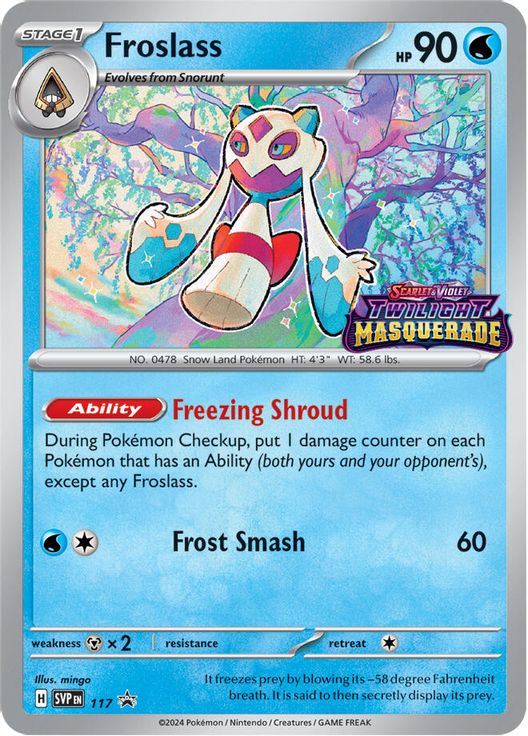 STAGE1
Froslass
HP 90
Evolves from Snorunt
SCARLET & VIOLET
TWILIGHT
MASQUERADE
NO. 0478 Snow Land Pokémon HT: 4'3" WT: 58.6 lbs.
Ability Freezing Shroud
During Pokémon Checkup, put 1 damage counter on each
Pokémon that has an Ability (both yours and your opponent's),
except any Froslass.
Frost Smash 60
weakness ×2 resistance retreat
Illus. mingo
It freezes prey by blowing its −58 degree Fahrenheit
breath. It is said to then secretly display its prey.
H SVP EN 117
©2024 Pokémon / Nintendo / Creatures / GAME FREAK